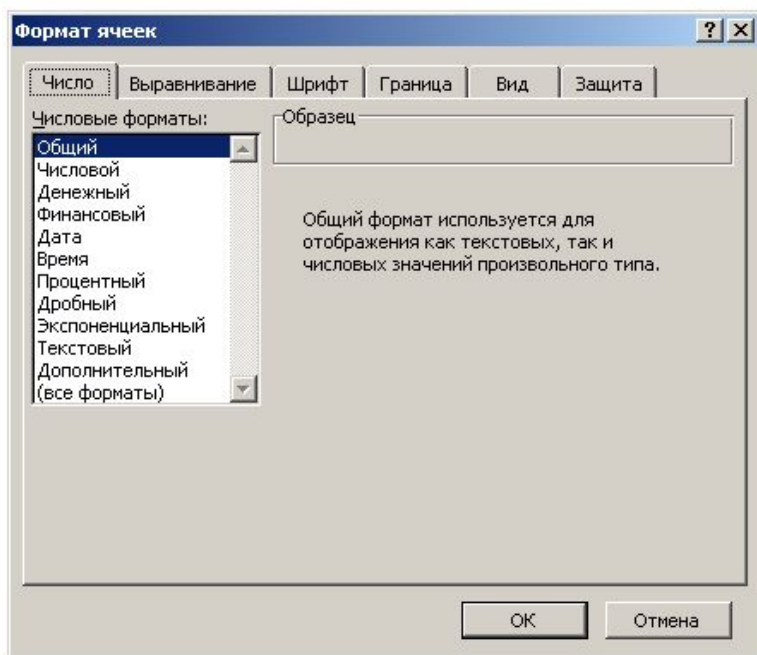 Формат ячеек
Число Выравнивание Шрифт Граница Вид Защита
Числовые форматы:
Образец
Общий
Числовой
Денежный
Финансовый
Дата
Время
Процентный
Дробный
Экспоненциальный
Текстовый
Дополнительный
(все форматы)
Общий формат используется для
отображения как текстовых, так и
числовых значений произвольного типа.
ОК Отмена